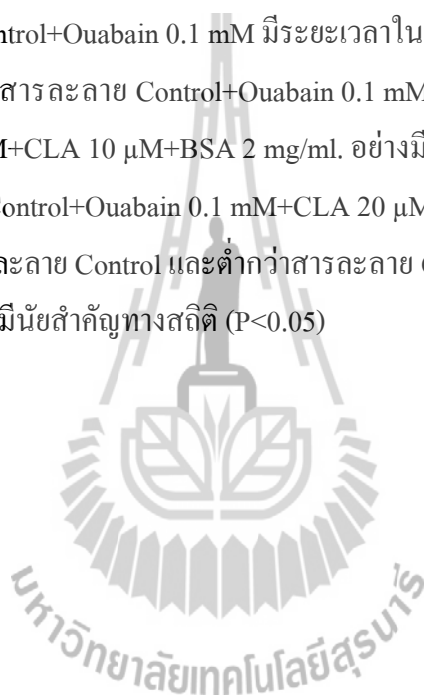 ntrol+Ouabain 0.1 mM มีระยะเวลาใน
สารละลาย Control+Ouabain 0.1 mM
M+CLA 10 μM+BSA 2 mg/ml. อย่างมี
Control+Ouabain 0.1 mM+CLA 20 μM
ละลาย Control และต่ำกว่าสารละลาย C
มีนัยสำคัญทางสถิติ (P<0.05)
มหาวิทยาลัยเทคโนโลยีสุรนารี